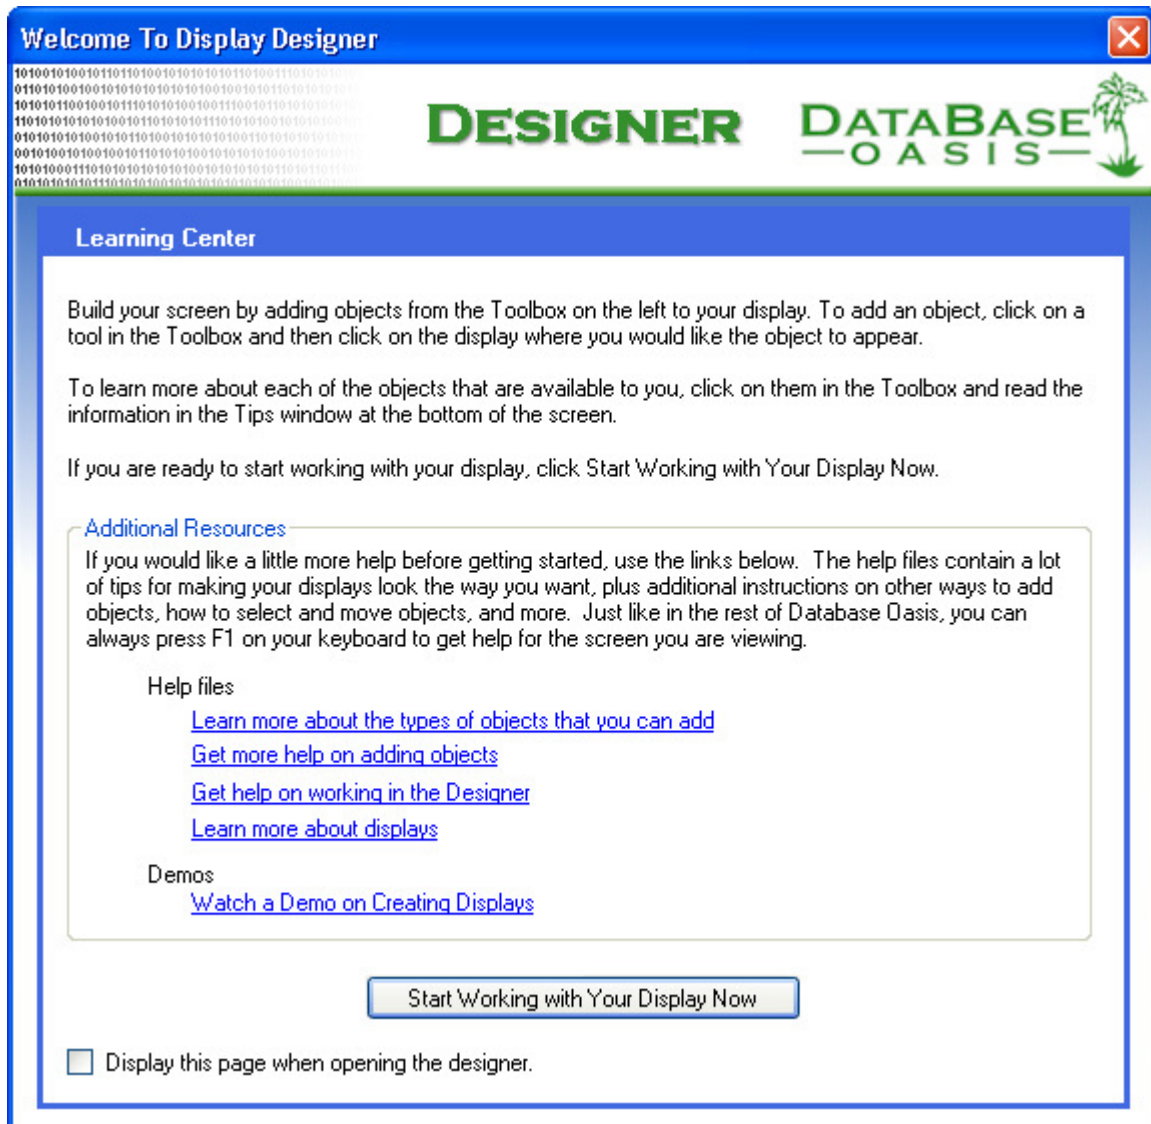 Welcome To Display Designer
DESIGNER
DATABASE
OASIS
Learning Center
Build your screen by adding objects from the Toolbox on the left to your display. To add an object, click on a
tool in the Toolbox and then click on the display where you would like the object to appear.
To learn more about each of the objects that are available to you, click on them in the Toolbox and read the
information in the Tips window at the bottom of the screen.
If you are ready to start working with your display, click Start Working with Your Display Now.
Additional Resources
If you would like a little more help before getting started, use the links below.  The help files contain a lot
of tips for making your displays look the way you want, plus additional instructions on other ways to add
objects, how to select and move objects, and more.  Just like in the rest of Database Oasis, you can
always press F1 on your keyboard to get help for the screen you are viewing.
Help files
Learn more about the types of objects that you can add
Get more help on adding objects
Get help on working in the Designer
Learn more about displays
Demos
Watch a Demo on Creating Displays
Start Working with Your Display Now
Display this page when opening the designer.